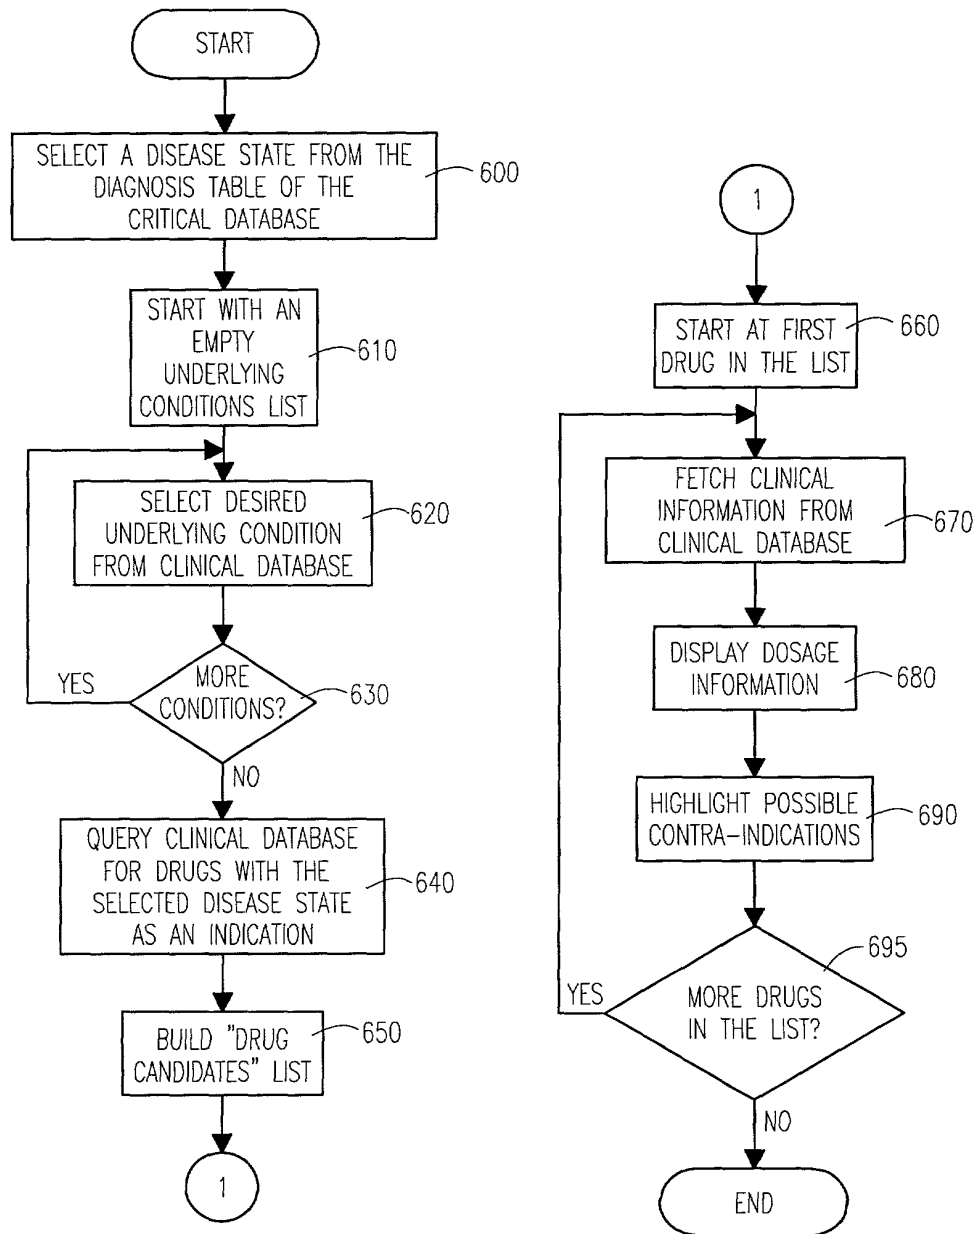 START
SELECT A DISEASE STATE FROM THE
DIAGNOSIS TABLE OF THE
CRITICAL DATABASE
600
START WITH AN
EMPTY
UNDERLYING
CONDITIONS LIST
610
SELECT DESIRED
UNDERLYING CONDITION
FROM CLINICAL DATABASE
620
MORE
CONDITIONS?
630
YES
NO
QUERY CLINICAL DATABASE
FOR DRUGS WITH THE
SELECTED DISEASE STATE
AS AN INDICATION
640
BUILD "DRUG
CANDIDATES" LIST
650
1
1
START AT FIRST
DRUG IN THE LIST
660
FETCH CLINICAL
INFORMATION FROM
CLINICAL DATABASE
670
DISPLAY DOSAGE
INFORMATION
680
HIGHLIGHT POSSIBLE
CONTRA-INDICATIONS
690
MORE DRUGS
IN THE LIST?
695
YES
NO
END